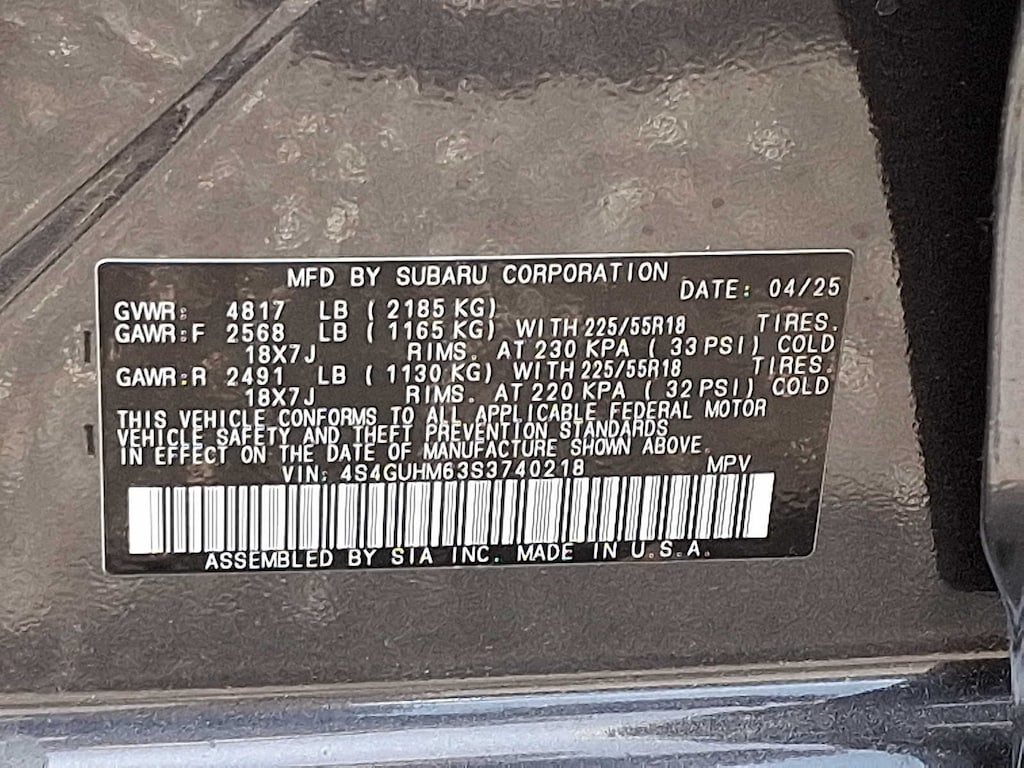 MFD BY SUBARU CORPORATION
DATE: 04/25
GVWR: 4817 LB ( 2185 KG)
GAWR:F 2568 LB ( 1165 KG) WITH 225/55R18 TIRES.
18X7J RIMS. AT 230 KPA ( 33 PSI) COLD
GAWR:R 2491 LB ( 1130 KG) WITH 225/55R18 TIRES.
18X7J RIMS. AT 220 KPA ( 32 PSI) COLD
THIS VEHICLE CONFORMS TO ALL APPLICABLE FEDERAL MOTOR
VEHICLE SAFETY AND THEFT PREVENTION STANDARDS
IN EFFECT ON THE DATE OF MANUFACTURE SHOWN ABOVE.
VIN: 4S4GUHM63S3740218 MPV
ASSEMBLED BY SIA INC. MADE IN U.S.A.